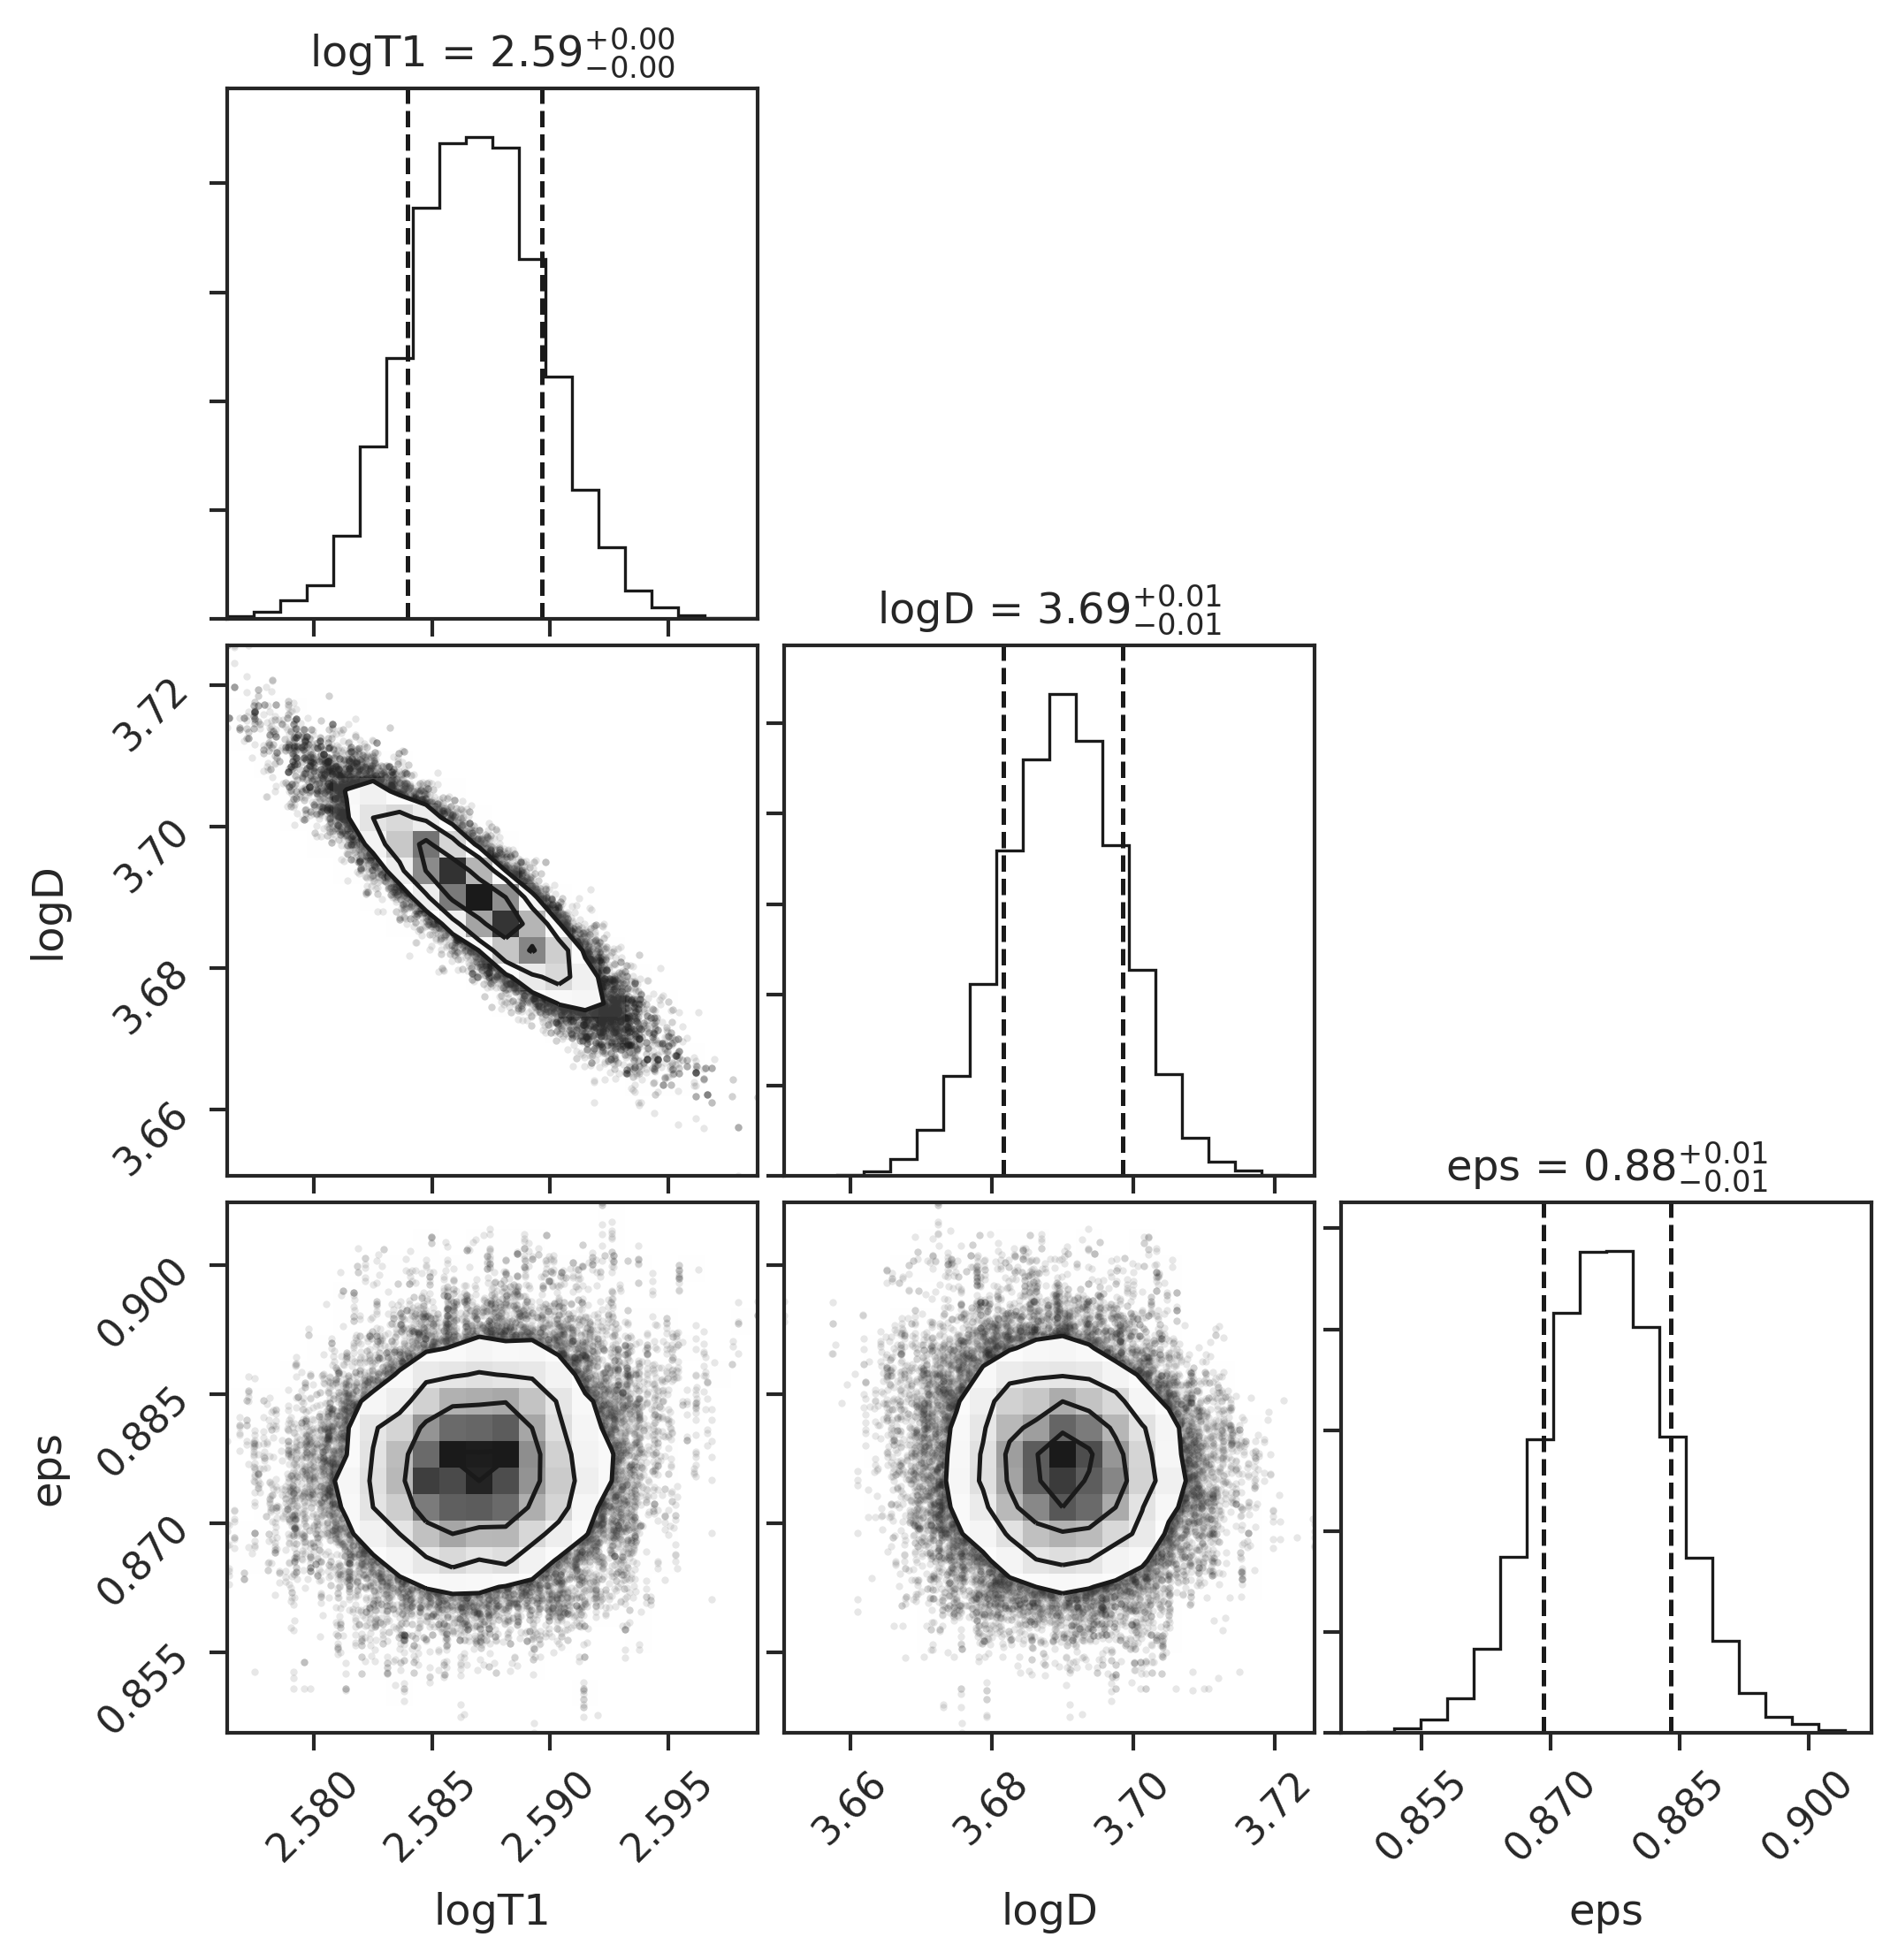 logT1 = 2.59+0.00 −0.00
logD = 3.69+0.01 −0.01
3.72
3.70
3.68
3.66
logD
eps = 0.88+0.01 −0.01
0.900
0.885
0.870
0.855
eps
2.580 2.585 2.590 2.595
3.66 3.68 3.70 3.72
0.855 0.870 0.885 0.900
logT1
logD
eps